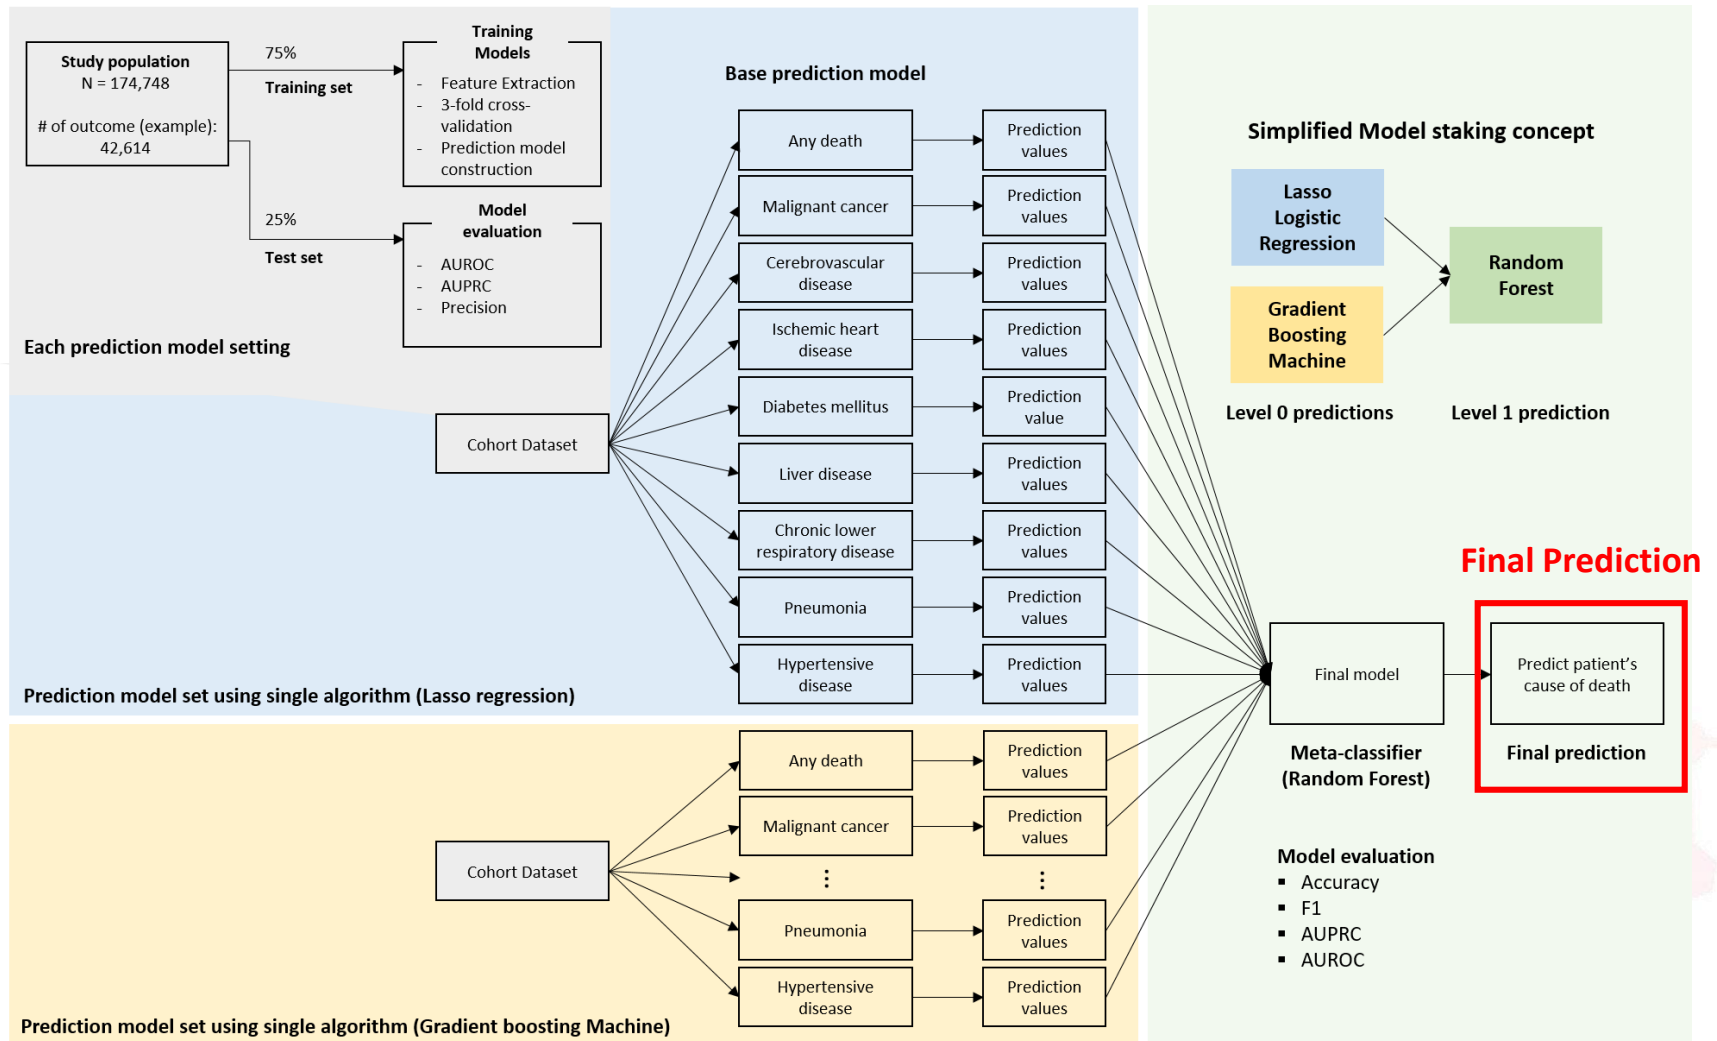 Study population
N = 174,748
# of outcome (example):
42,614
75%
Training set
25%
Test set
Training
Models
- Feature Extraction
- 3-fold cross-
validation
- Prediction model
construction
Model
evaluation
- AUROC
- AUPRC
- Precision
Each prediction model setting
Cohort Dataset
Prediction model set using single algorithm (Lasso regression)
Base prediction model
Any death
Prediction
values
Malignant cancer
Prediction
values
Cerebrovascular
disease
Prediction
values
Ischemic heart
disease
Prediction
values
Diabetes mellitus
Prediction
value
Liver disease
Prediction
values
Chronic lower
respiratory disease
Prediction
values
Pneumonia
Prediction
values
Hypertensive
disease
Prediction
values
Cohort Dataset
Any death
Prediction
values
Malignant cancer
Prediction
values
⋮
⋮
Pneumonia
Prediction
values
Hypertensive
disease
Prediction
values
Prediction model set using single algorithm (Gradient boosting Machine)
Simplified Model staking concept
Lasso
Logistic
Regression
Gradient
Boosting
Machine
Random
Forest
Level 0 predictions
Level 1 prediction
Final Prediction
Final model
Predict patient's
cause of death
Meta-classifier
(Random Forest)
Final prediction
Model evaluation
▪ Accuracy
▪ F1
▪ AUPRC
▪ AUROC